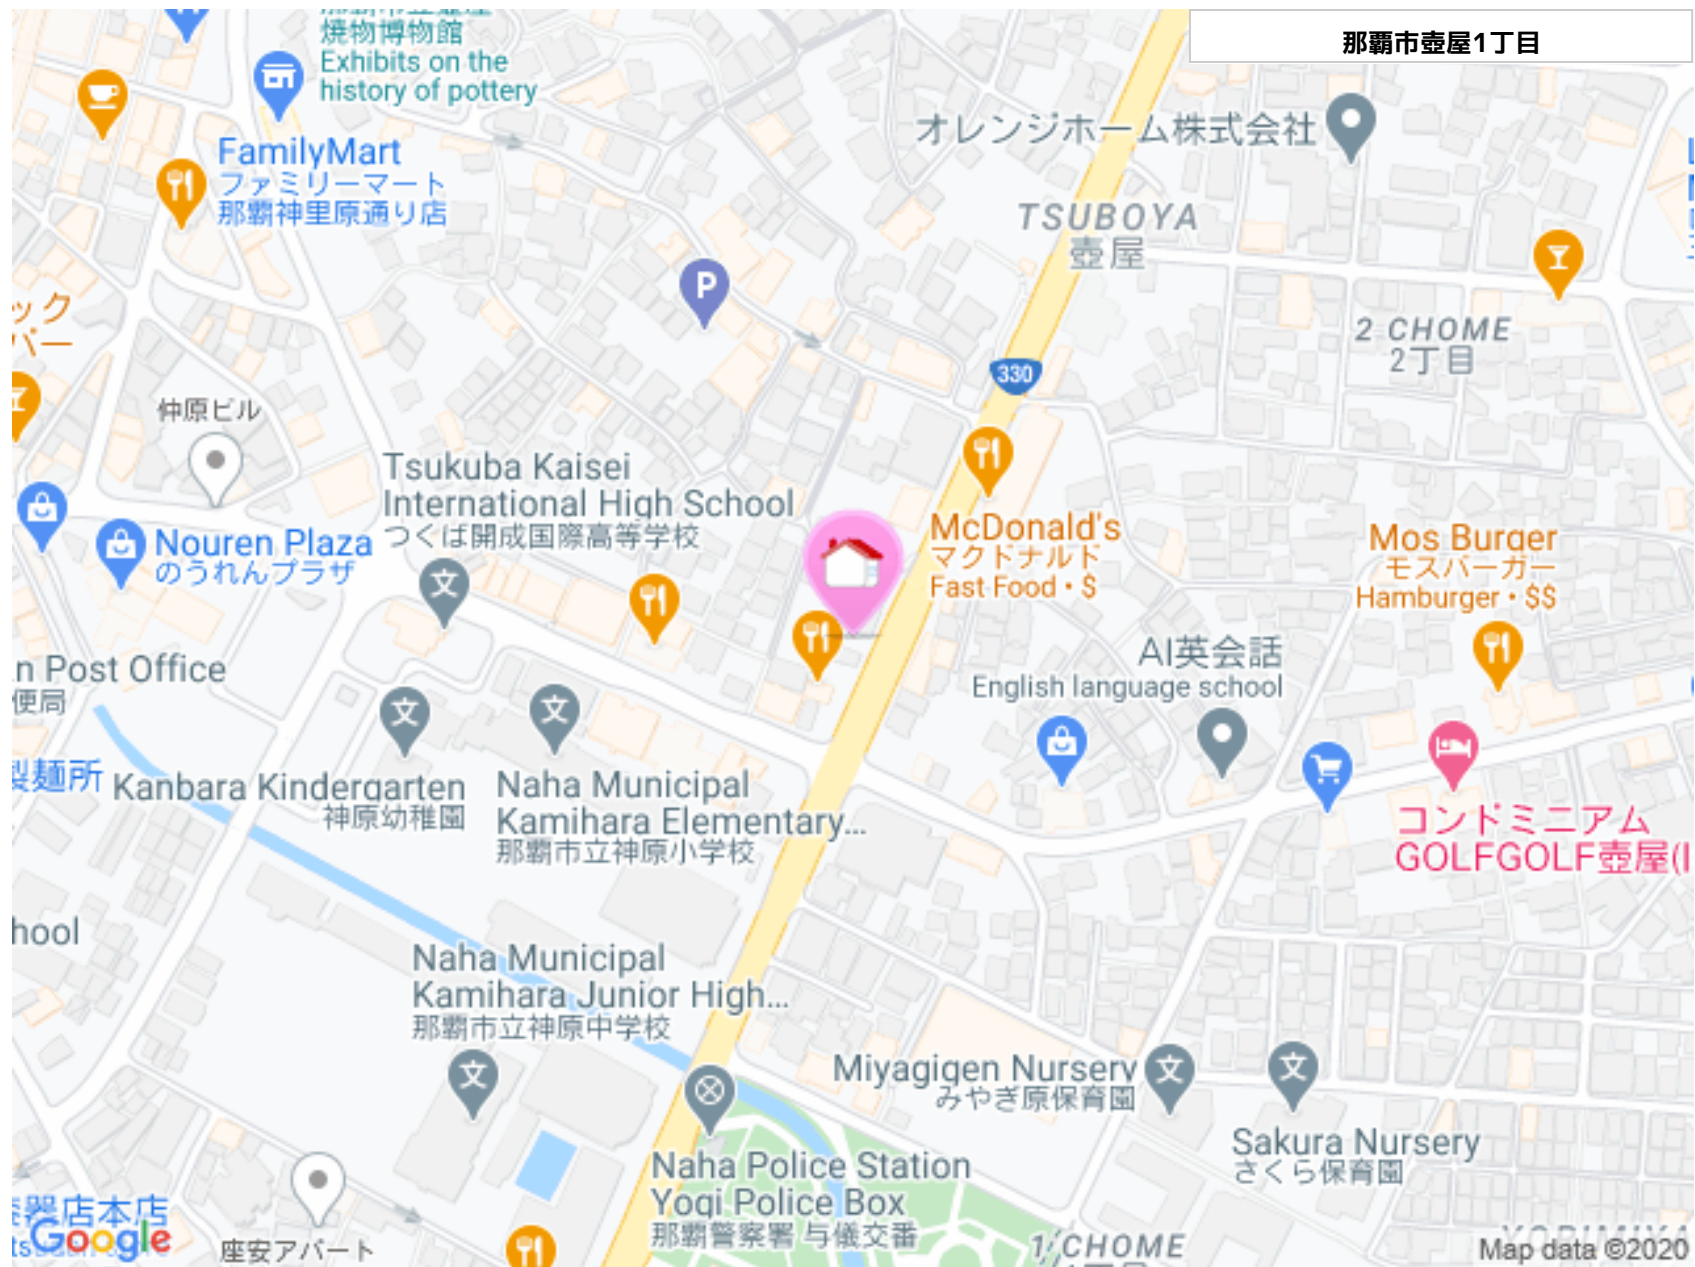 那覇市壺屋1丁目
焼物博物館
Exhibits on the
history of pottery
FamilyMart
ファミリーマート
那覇神里原通り店
オレンジホーム株式会社
TSUBOYA
壺屋
P
2 CHOME
2丁目
330
ック
バー
仲原ビル
Tsukuba Kaisei
International High School
つくば開成国際高等学校
Nouren Plaza
のうれんプラザ
文
McDonald's
マクドナルド
Fast Food • $
Mos Burger
モスバーガー
Hamburger • $$
AI英会話
English language school
n Post Office
便局
文
文
製麺所
Kanbara Kindergarten
神原幼稚園
Naha Municipal
Kamihara Elementary...
那覇市立神原小学校
コンドミニアム
GOLFGOLF壺屋(I
hool
Naha Municipal
Kamihara Junior High...
那覇市立神原中学校
文
Miyagigen Nursery
みやぎ原保育園
文
文
Sakura Nursery
さくら保育園
Naha Police Station
Yogi Police Box
那覇警察署 与儀交番
器店本店
Google
座安アパート
1 CHOME
Map data ©2020